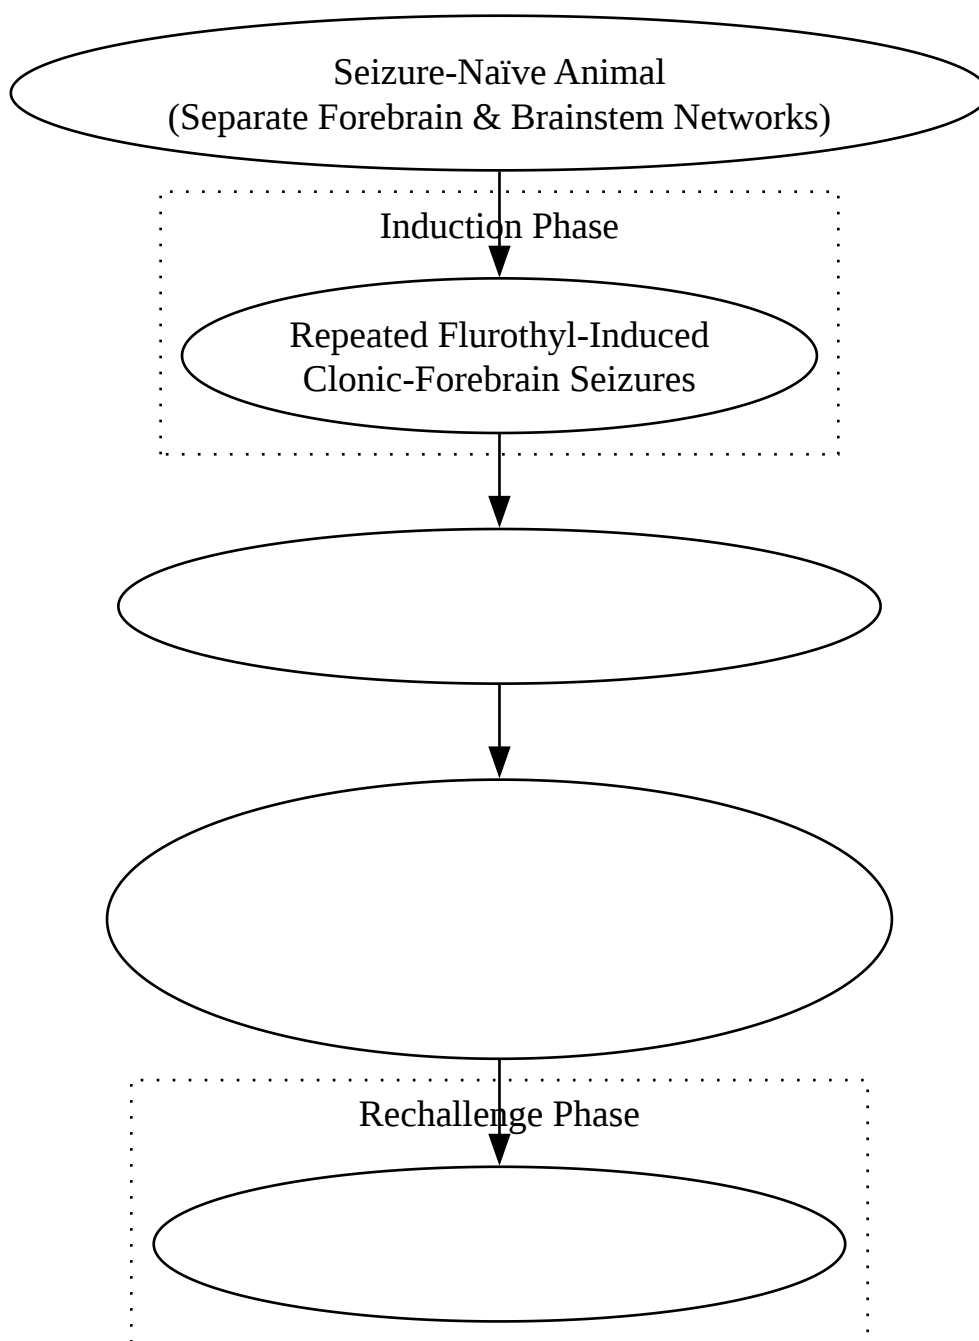 Seizure-Naïve Animal
(Separate Forebrain & Brainstem Networks)
Induction Phase
Repeated Flurothyl-Induced
Clonic-Forebrain Seizures
Rechallenge Phase